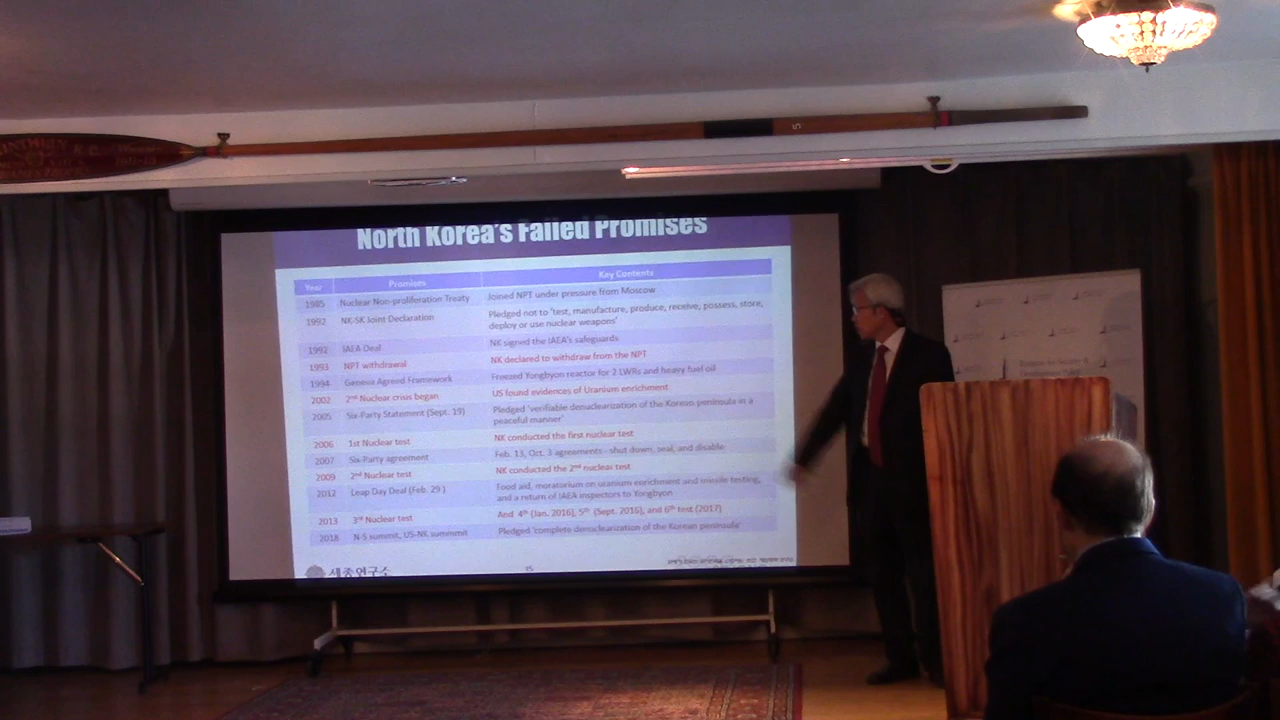 5
North Korea's Failed Promises
Year Promises Key Contents
1985 Nuclear Non-proliferation Treaty Joined NPT under pressure from Moscow
1992 NK-SK Joint Declaration Pledged not to 'test, manufacture, produce, receive, possess, store,
deploy or use nuclear weapons'
1992 IAEA Deal NK signed the IAEA's safeguards
1993 NPT withdrawal NK declared to withdraw from the NPT
1994 Geneva Agreed Framework Freezed Yongbyon reactor for 2 LWRs and heavy fuel oil
2002 2nd Nuclear crisis began US found evidences of Uranium enrichment
2005 Six-Party Statement (Sept. 19) Pledged 'verifiable denuclearization of the Korean peninsula in a
peaceful manner'
2006 1st Nuclear test NK conducted the first nuclear test
2007 Six-Party agreement Feb. 13, Oct. 3 agreements - shut down, seal, and disable
2009 2nd Nuclear test NK conducted the 2nd nuclear test
2012 Leap Day Deal (Feb. 29 ) Food aid, moratorium on uranium enrichment and missile testing,
and a return of IAEA inspectors to Yongbyon
2013 3rd Nuclear test And 4th (Jan. 2016), 5th (Sept. 2016), and 6th test (2017)
2018 N-S summit, US-NK summmit Pledged 'complete denuclearization of the Korean peninsula'
세종연구소 15